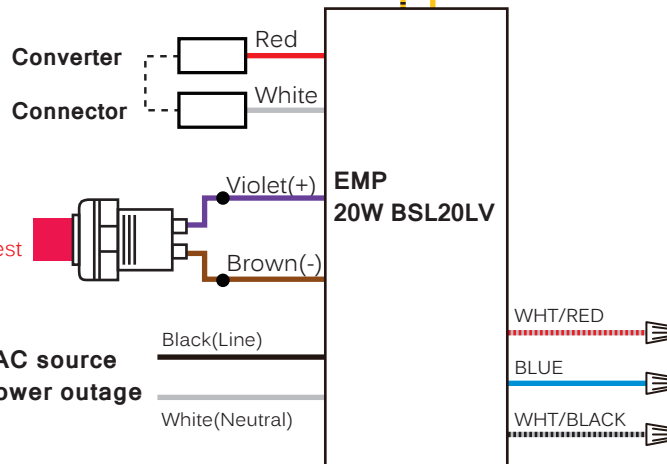 Converter
Red
Connector
White
Violet(+)
EMP
20W BSL20LV
est
Brown(-)
WHT/RED
Black(Line)
AC source
BLUE
ower outage
White(Neutral)
WHT/BLACK